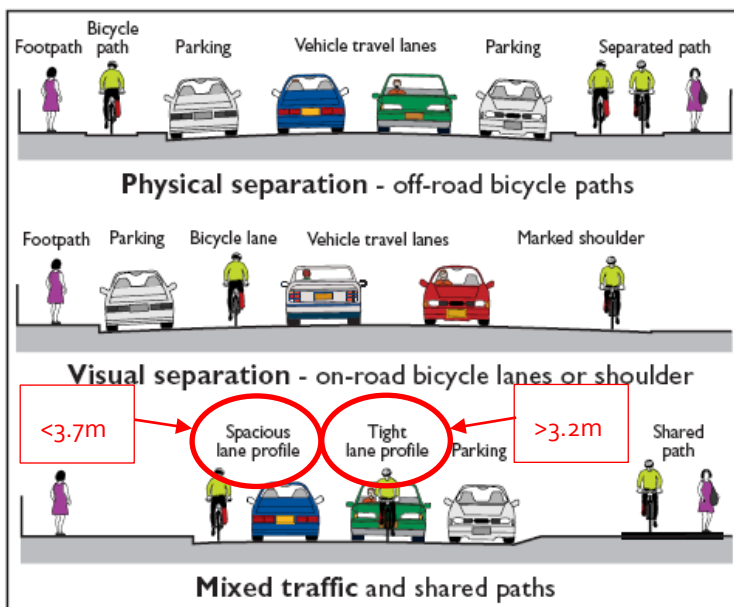 Footpath
Bicycle
path
Parking
Vehicle travel lanes
Parking
Separated path
Physical separation - off-road bicycle paths
Footpath
Parking
Bicycle lane
Vehicle travel lanes
Marked shoulder
Visual separation - on-road bicycle lanes or shoulder
<3.7m
Spacious
lane profile
Tight
lane profile
>3.2m
Parking
Shared
path
Mixed traffic and shared paths